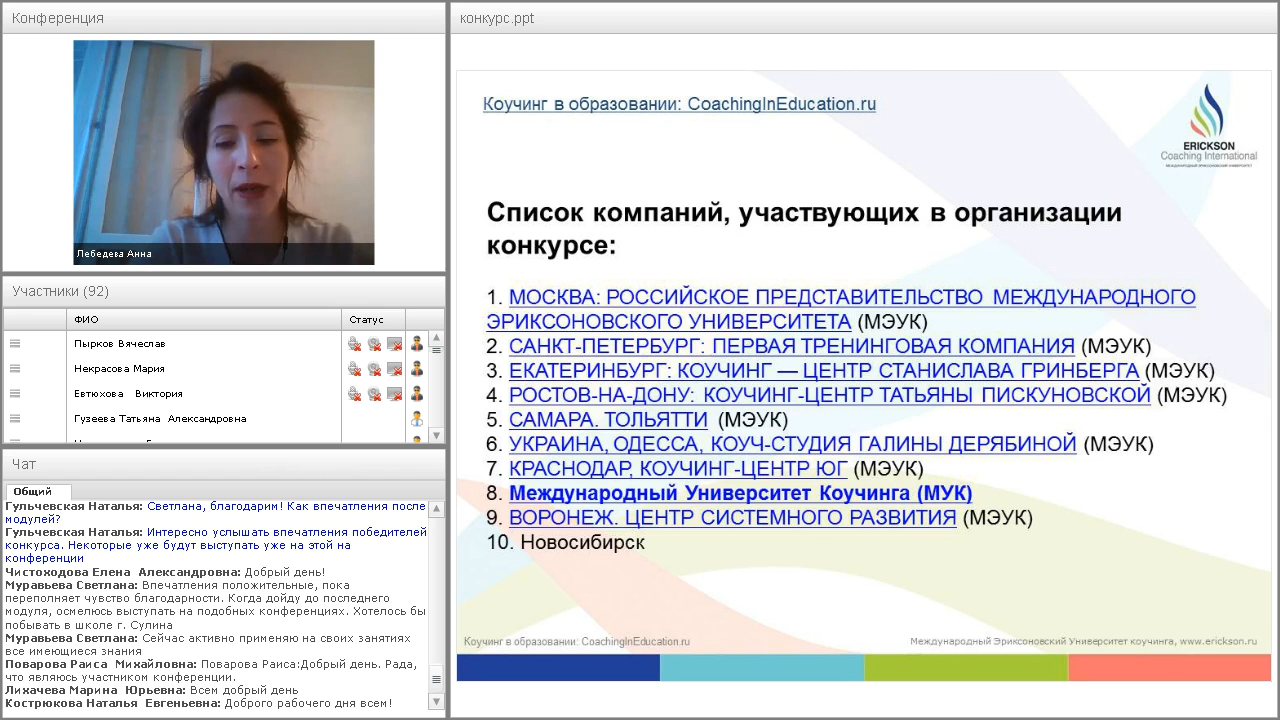 Конференция
Лебедева Анна
Участники (92)
ФИО
Статус
Пырков Вячеслав
Некрасова Мария
Евтюхова Виктория
Гузеева Татьяна Александровна
Чат
Общий
Гульчевская Наталья: Светлана, благодарим! Как впечатления после
модулей?
Гульчевская Наталья: Интересно услышать впечатления победителей
конкурса. Некоторые уже будут выступать уже на этой на
конференции
Чистоходова Елена Александровна: Добрый день!
Муравьева Светлана: Впечатления положительные, пока
переполняет чувство благодарности. Когда дойду до последнего
модуля, осмелюсь выступать на подобных конференциях. Хотелось бы
побывать в школе г. Сулина
Муравьева Светлана: Сейчас активно применяю на своих занятиях
все имеющиеся знания
Поварова Раиса Михайловна: Поварова Раиса:Добрый день. Рада,
что являюсь участником конференции.
Лихачева Марина Юрьевна: Всем добрый день
Кострюкова Наталья Евгеньевна: Доброго рабочего дня всем!
конкурс.ppt
Коучинг в образовании: CoachingInEducation.ru
ERICKSON
Coaching International
МЕЖДУНАРОДНЫЙ ЭРИКСОНОВСКИЙ УНИВЕРСИТЕТ
Список компаний, участвующих в организации
конкурсе:
1. МОСКВА: РОССИЙСКОЕ ПРЕДСТАВИТЕЛЬСТВО МЕЖДУНАРОДНОГО
ЭРИКСОНОВСКОГО УНИВЕРСИТЕТА (МЭУК)
2. САНКТ-ПЕТЕРБУРГ: ПЕРВАЯ ТРЕНИНГОВАЯ КОМПАНИЯ (МЭУК)
3. ЕКАТЕРИНБУРГ: КОУЧИНГ — ЦЕНТР СТАНИСЛАВА ГРИНБЕРГА (МЭУК)
4. РОСТОВ-НА-ДОНУ: КОУЧИНГ-ЦЕНТР ТАТЬЯНЫ ПИСКУНОВСКОЙ (МЭУК)
5. САМАРА. ТОЛЬЯТТИ (МЭУК)
6. УКРАИНА, ОДЕССА, КОУЧ-СТУДИЯ ГАЛИНЫ ДЕРЯБИНОЙ (МЭУК)
7. КРАСНОДАР, КОУЧИНГ-ЦЕНТР ЮГ (МЭУК)
8. Международный Университет Коучинга (МУК)
9. ВОРОНЕЖ. ЦЕНТР СИСТЕМНОГО РАЗВИТИЯ (МЭУК)
10. Новосибирск
Коучинг в образовании: CoachingInEducation.ru
Международный Эриксоновский Университет коучинга, www.erickson.ru